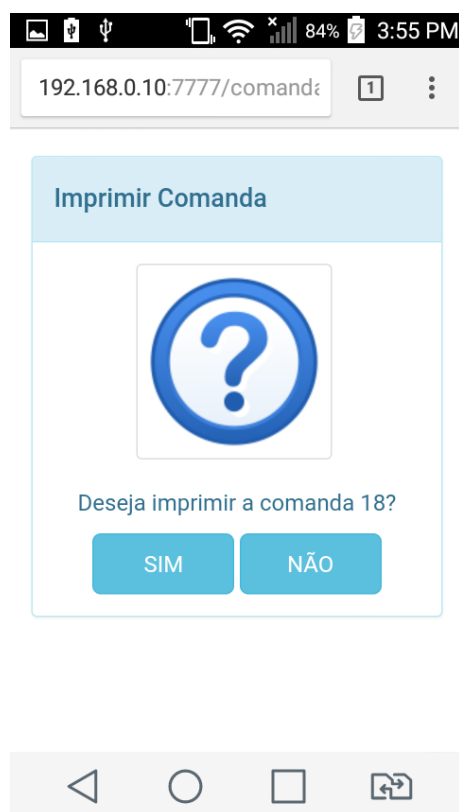 84% 3:55 PM
192.168.0.10:7777/comanda
1
Imprimir Comanda
?
Deseja imprimir a comanda 18?
SIM NÃO